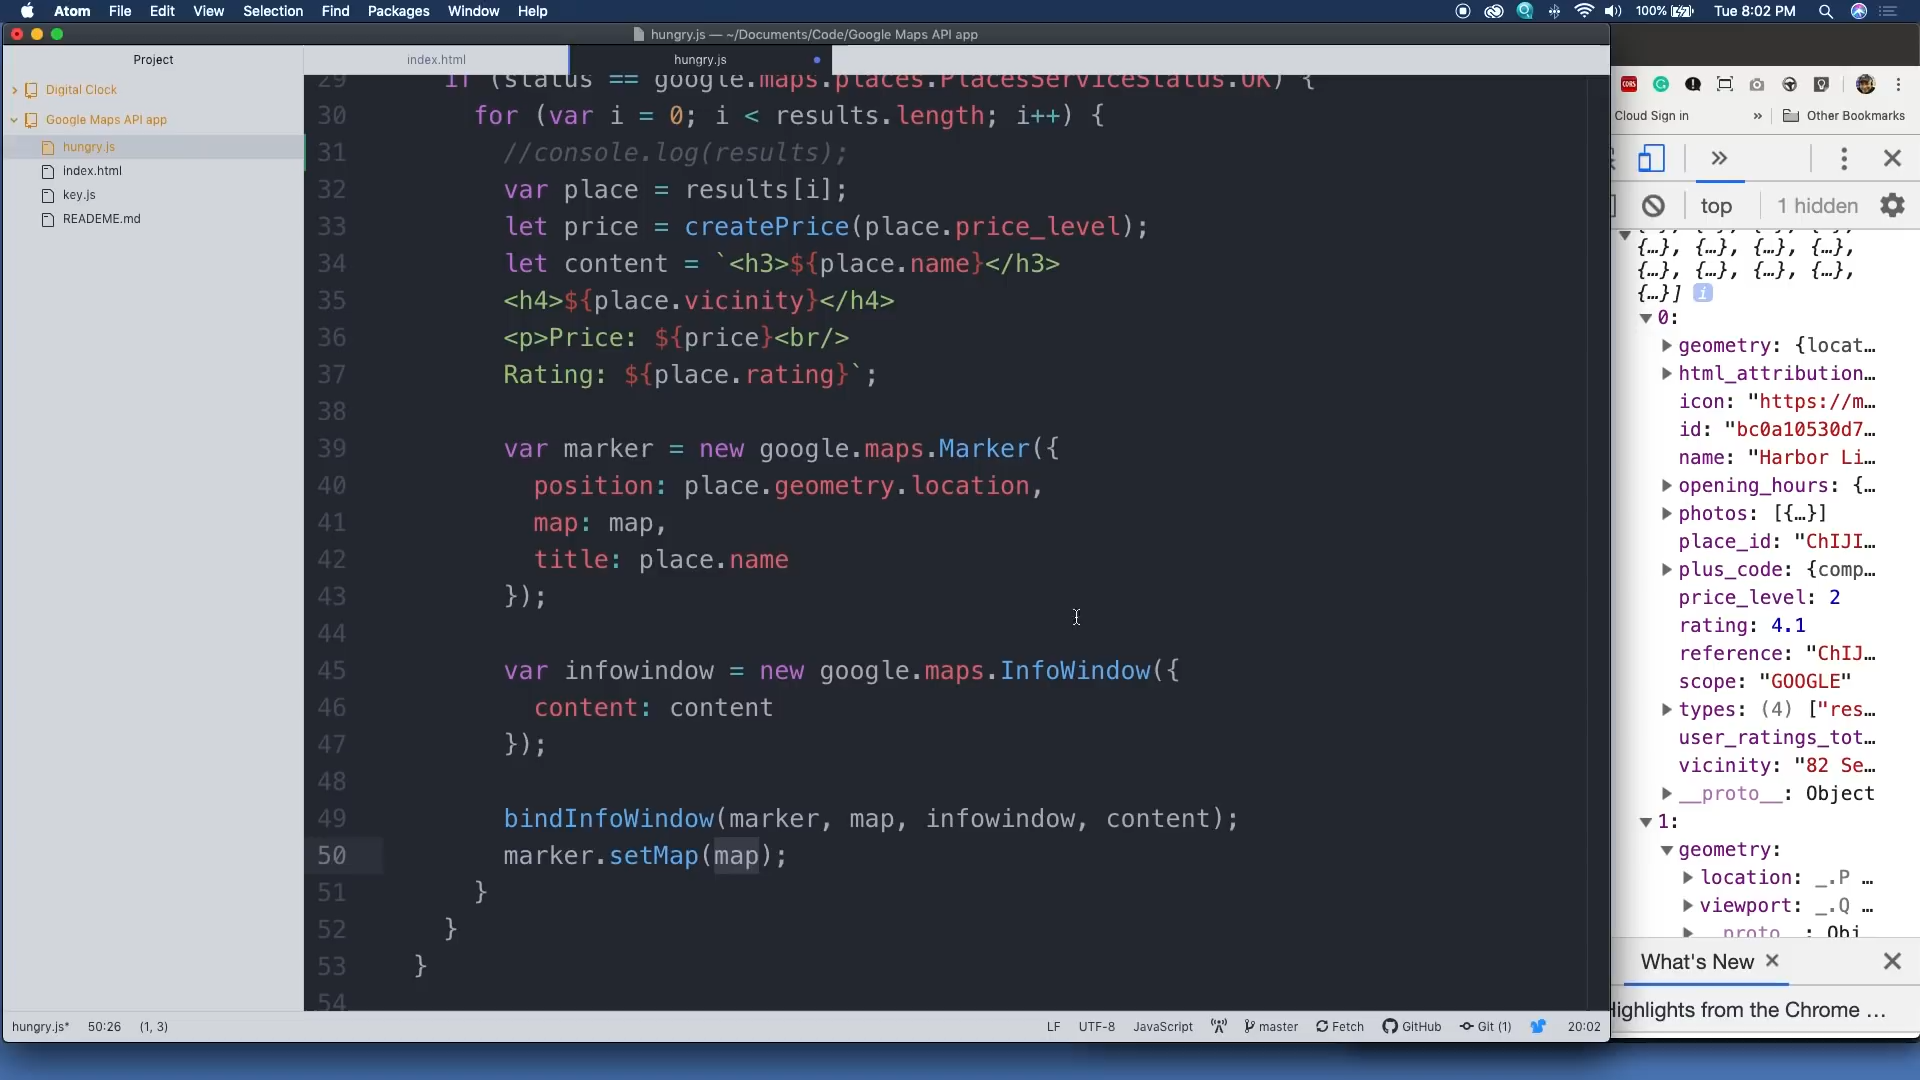 Atom File Edit View Selection Find Packages Window Help
100% Tue 8:02 PM
hungry.js — ~/Documents/Code/Google Maps API app
Project
index.html
hungry.js
Digital Clock
Google Maps API app
hungry.js
index.html
key.js
READEME.md
29 if (status == google.maps.places.PlacesServiceStatus.OK) {
30 for (var i = 0; i < results.length; i++) {
31 //console.log(results);
32 var place = results[i];
33 let price = createPrice(place.price_level);
34 let content = `<h3>${place.name}</h3>
35 <h4>${place.vicinity}</h4>
36 <p>Price: ${price}<br/>
37 Rating: ${place.rating}`;
38
39 var marker = new google.maps.Marker({
40 position: place.geometry.location,
41 map: map,
42 title: place.name
43 });
44
45 var infowindow = new google.maps.InfoWindow({
46 content: content
47 });
48
49 bindInfoWindow(marker, map, infowindow, content);
50 marker.setMap(map);
51 }
52 }
53 }
54
hungry.js* 50:26 (1, 3)
LF UTF-8 JavaScript master Fetch GitHub Git (1) 20:02
CORS
Cloud Sign in » Other Bookmarks
»
top 1 hidden
{…}, {…}, {…}, {…},
{…}, {…}, {…}, {…},
{…}, {…}, {…}, {…},
{…}] i
0:
geometry: {locat…
html_attribution…
icon: "https://m…
id: "bc0a10530d7…
name: "Harbor Li…
opening_hours: {…
photos: [{…}]
place_id: "ChIJI…
plus_code: {comp…
price_level: 2
rating: 4.1
reference: "ChIJ…
scope: "GOOGLE"
types: (4) ["res…
user_ratings_tot…
vicinity: "82 Se…
__proto__: Object
1:
geometry:
location: _.P …
viewport: _.Q …
__proto__: Obj
What's New
Highlights from the Chrome …